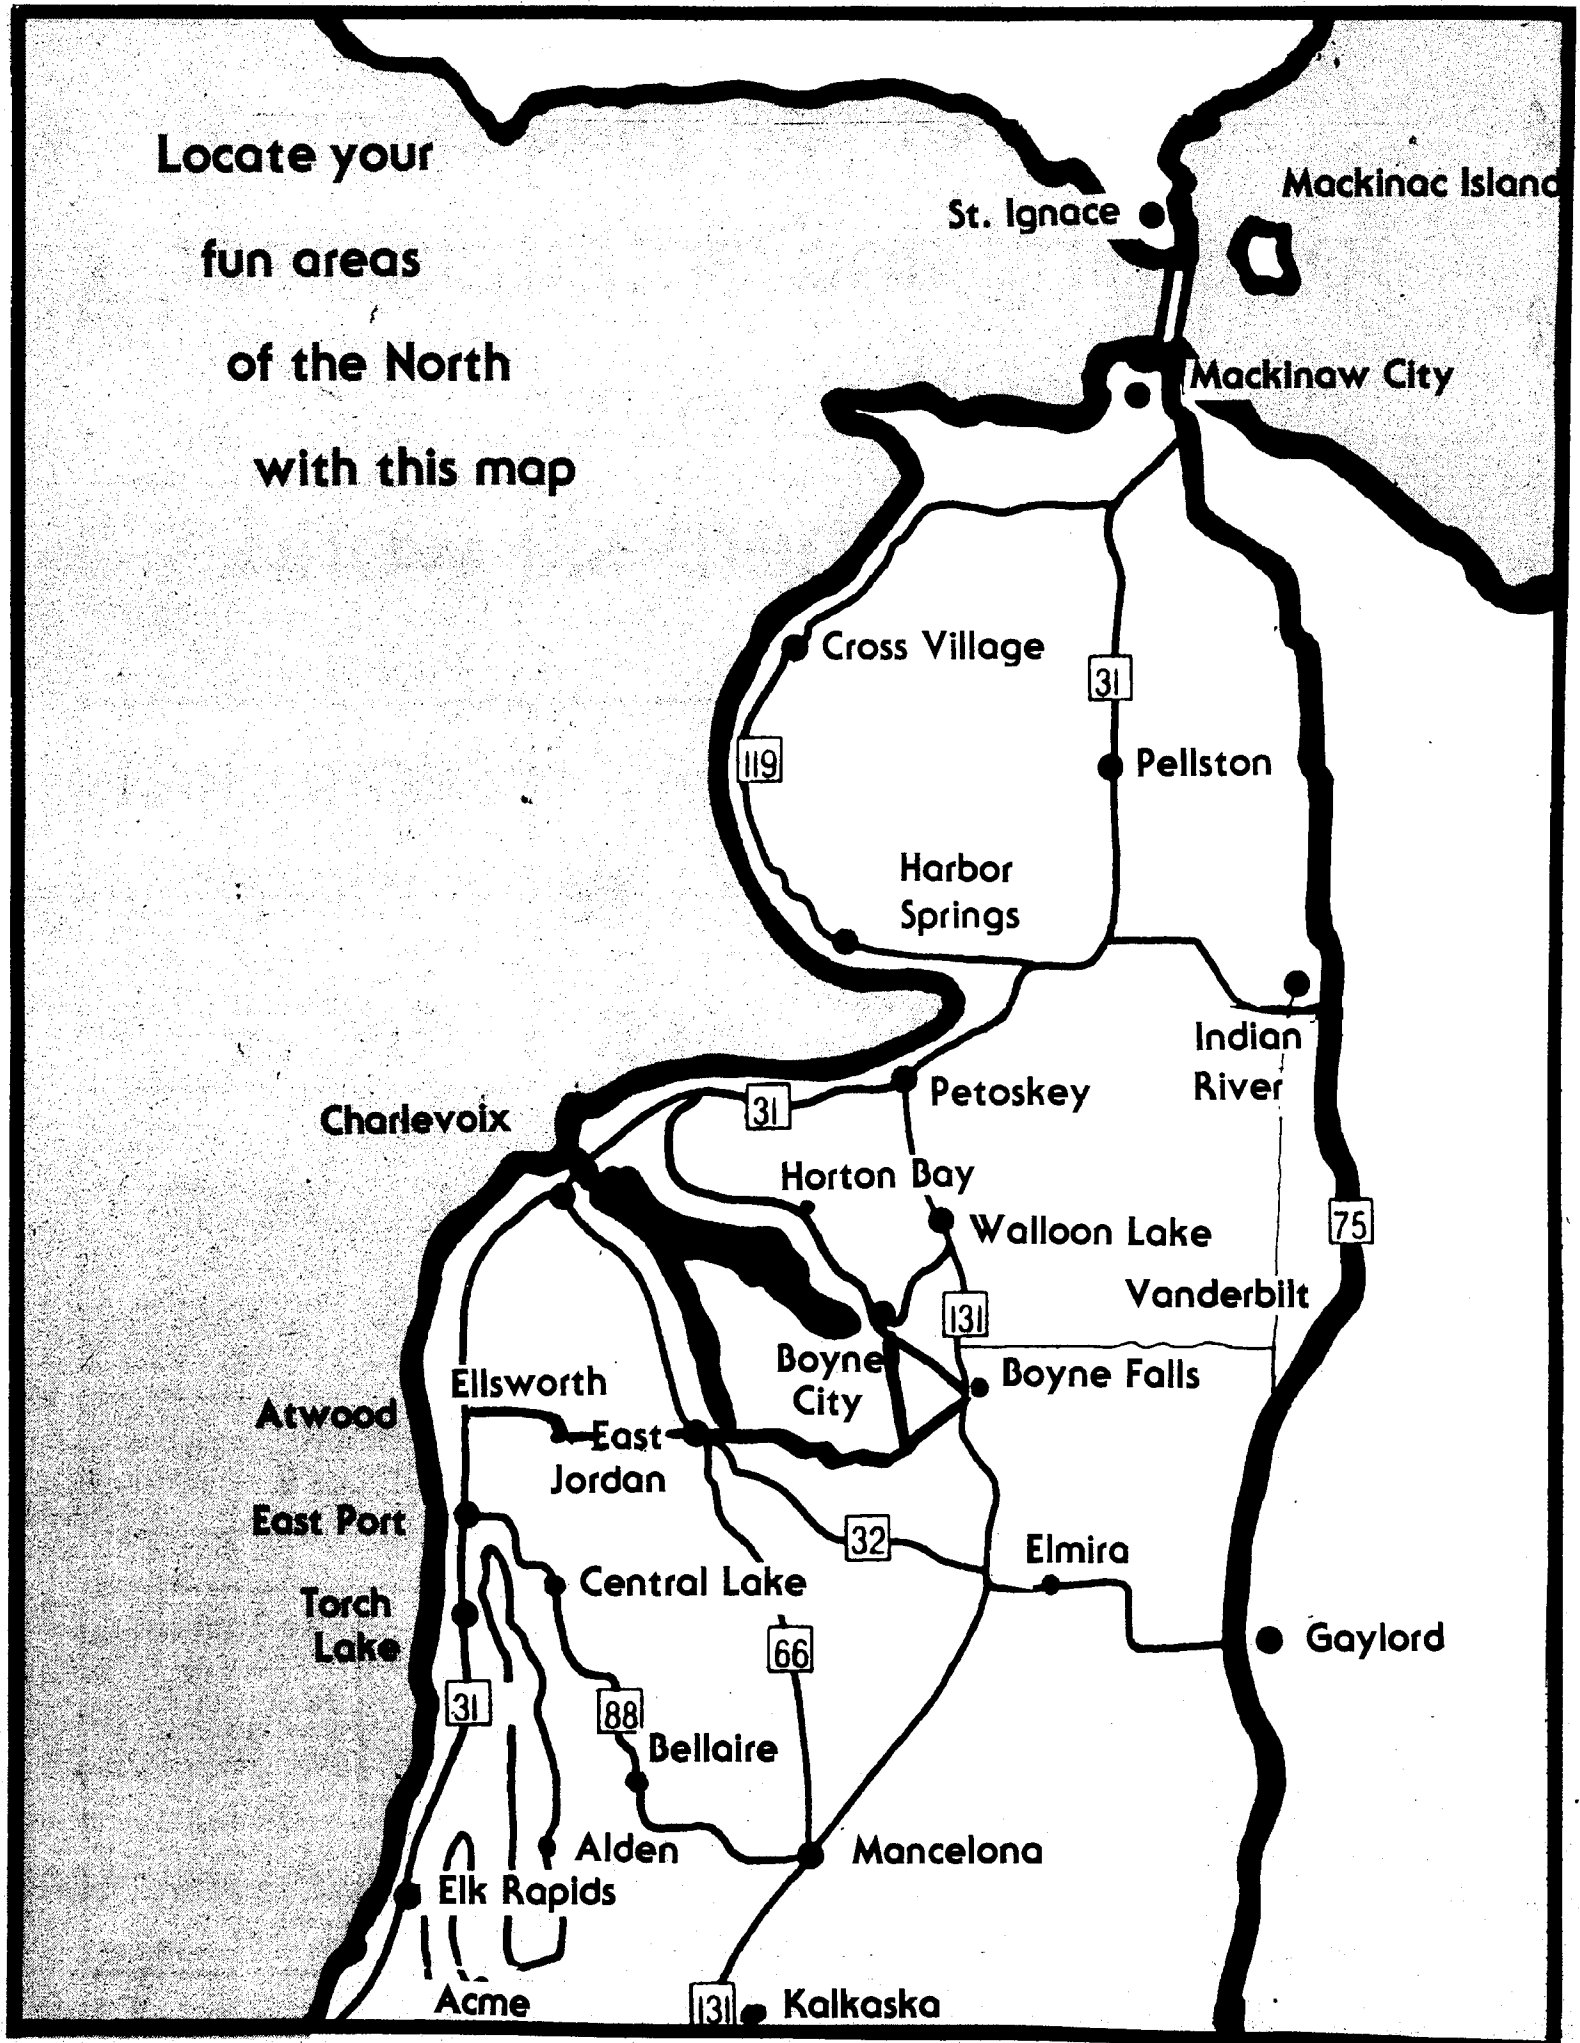 Locate your
fun areas
of the North
with this map
Mackinac Island
St. Ignace
Mackinaw City
Cross Village
31
119
Pellston
Harbor
Springs
Indian
River
Petoskey
31
Charlevoix
Horton Bay
Walloon Lake
75
Vanderbilt
131
Boyne
City
Boyne Falls
Ellsworth
Atwood
East
Jordan
East Port
32
Elmira
Central Lake
Torch
Lake
66
Gaylord
31
88
Bellaire
Alden
Mancelona
Elk Rapids
Acme
131
Kalkaska